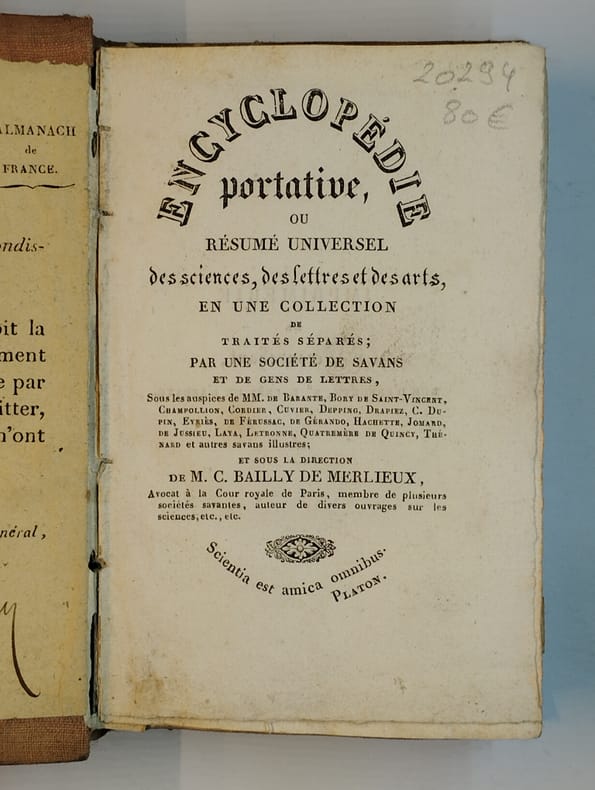 ALMANACH
de
FRANCE.
ndis-
it la
ment
e par
itter,
n'ont
néral,
20294
80 €
ENCYCLOPÉDIE
portative,
OU
RÉSUMÉ UNIVERSEL
des sciences, des lettres et des arts,
EN UNE COLLECTION
DE
TRAITÉS SÉPARÉS;
PAR UNE SOCIÉTÉ DE SAVANS
ET DE GENS DE LETTRES,
Sous les auspices de MM. DE BARANTE, BORY DE SAINT-VINCENT,
CHAMPOLLION, CORDIER, CUVIER, DEPPING, DRAPIEZ, C. DU-
PIN, EYRIÈS, DE FÉRUSSAC, DE GÉRANDO, HACHETTE, JOMARD,
DE JUSSIEU, LAYA, LETRONNE, QUATREMÈRE DE QUINCY, THÉ-
NARD et autres savans illustres;
ET SOUS LA DIRECTION
DE M. C. BAILLY DE MERLIEUX,
Avocat à la Cour royale de Paris, membre de plusieurs
sociétés savantes, auteur de divers ouvrages sur les
sciences, etc., etc.
Scientia est amica omnibus.
PLATON.